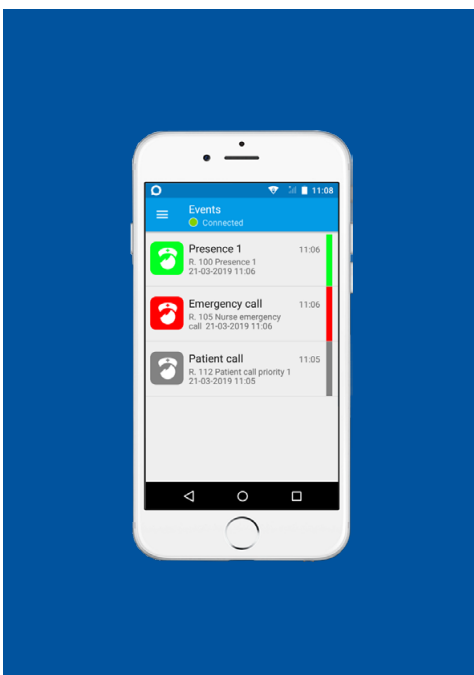 11:08
Events
Connected
Presence 1 11:06
R. 100 Presence 1
21-03-2019 11:06
Emergency call 11:06
R. 105 Nurse emergency
call 21-03-2019 11:06
Patient call 11:05
R. 112 Patient call priority 1
21-03-2019 11:05